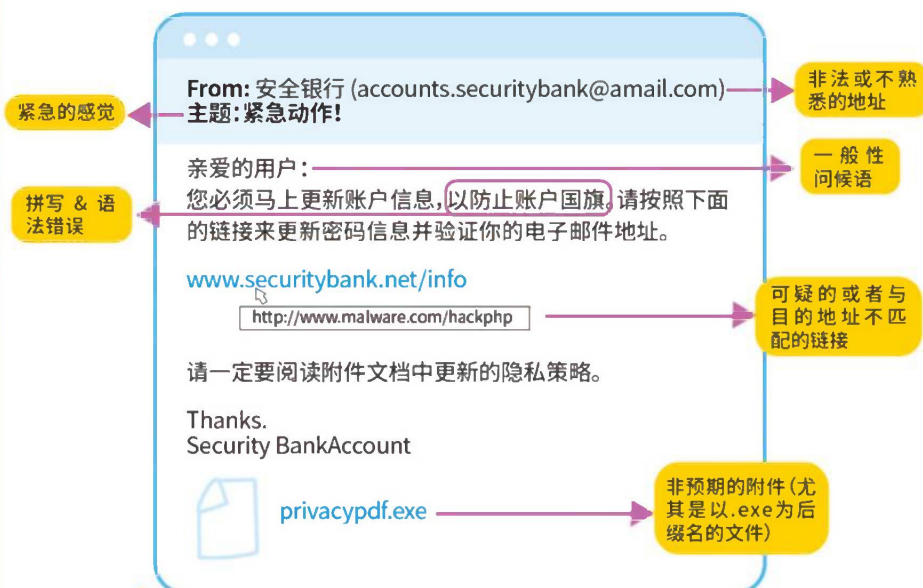 From: 安全银行 (accounts.securitybank@amail.com)
主题:紧急动作!
非法或不熟
悉的地址
紧急的感觉
亲爱的用户:
一般性
问候语
您必须马上更新账户信息,以防止账户国旗,请按照下面
的链接来更新密码信息并验证你的电子邮件地址。
拼写 & 语
法错误
www.securitybank.net/info
http://www.malware.com/hackphp
可疑的或者与
目的地址不匹
配的链接
请一定要阅读附件文档中更新的隐私策略。
Thanks.
Security BankAccount
privacypdf.exe
非预期的附件(尤
其是以.exe为后
缀名的文件)